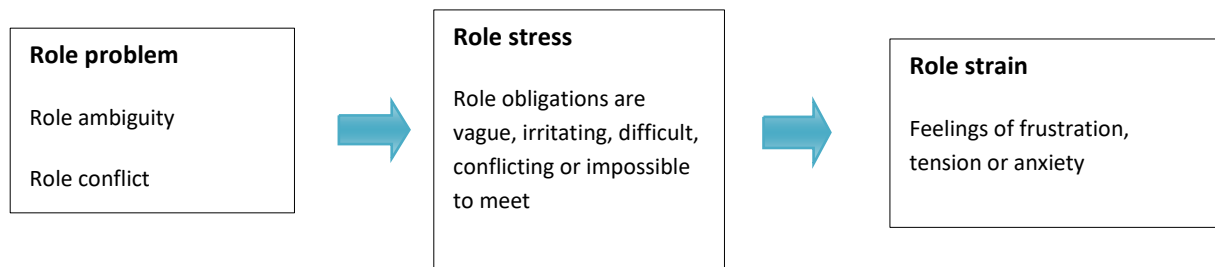 Role problem
Role ambiguity
Role conflict
Role stress
Role obligations are
vague, irritating, difficult,
conflicting or impossible
to meet
Role strain
Feelings of frustration,
tension or anxiety